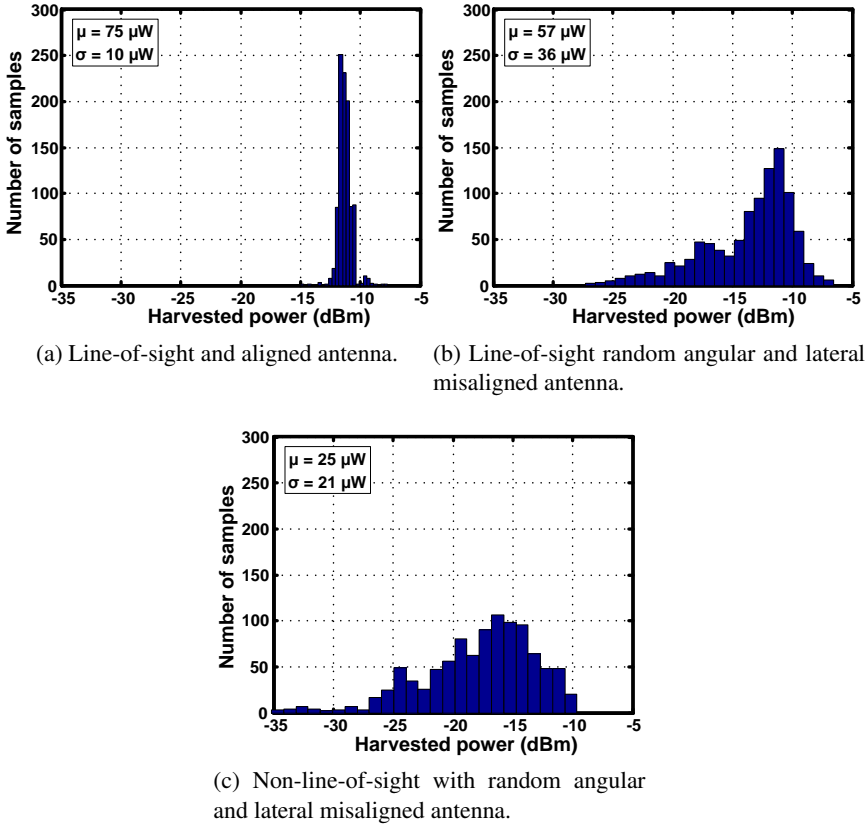 300
250
200
150
100
50
0
Number of samples
μ = 75 μW
σ = 10 μW
-35 -30 -25 -20 -15 -10 -5
Harvested power (dBm)
(a) Line-of-sight and aligned antenna.
300
250
200
150
100
50
0
Number of samples
μ = 57 μW
σ = 36 μW
-35 -30 -25 -20 -15 -10 -5
Harvested power (dBm)
(b) Line-of-sight random angular and lateral
misaligned antenna.
300
250
200
150
100
50
0
Number of samples
μ = 25 μW
σ = 21 μW
-35 -30 -25 -20 -15 -10 -5
Harvested power (dBm)
(c) Non-line-of-sight with random angular
and lateral misaligned antenna.